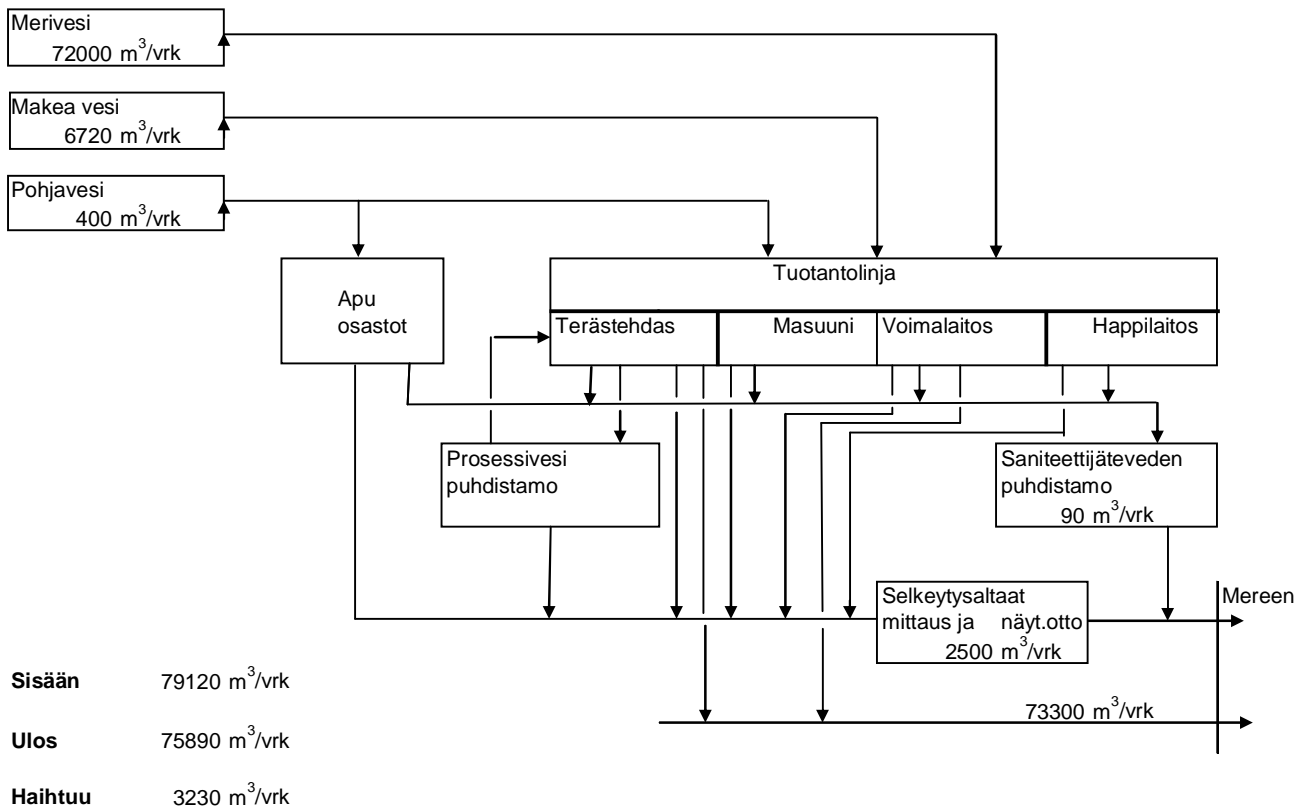 Merivesi
72000 m³/vrk
Makea vesi
6720 m³/vrk
Pohjavesi
400 m³/vrk
Apu
osastot
Tuotantolinja
Terästehdas
Masuuni
Voimalaitos
Happilaitos
Prosessivesi
puhdistamo
Saniteettijäteveden
puhdistamo
90 m³/vrk
Selkeytysaltaat
mittaus ja näyt.otto
2500 m³/vrk
Mereen
73300 m³/vrk
Sisään 79120 m³/vrk
Ulos 75890 m³/vrk
Haihtuu 3230 m³/vrk